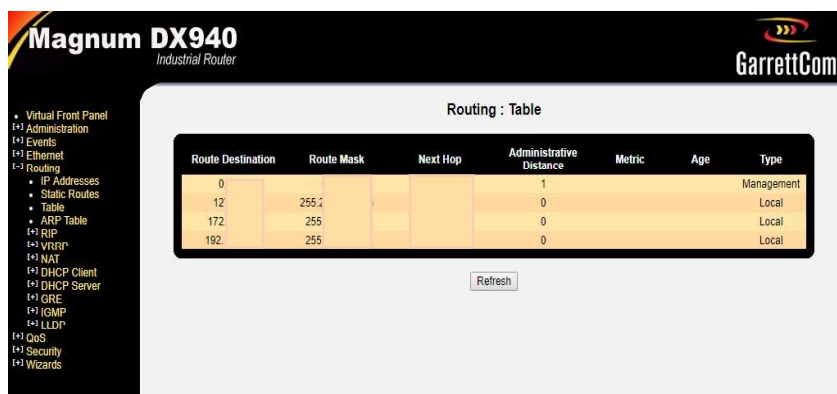 Magnum DX940
Industrial Router
GarrettCom
Virtual Front Panel
[+] Administration
[+] Events
[+] Ethernet
[-] Routing
IP Addresses
Static Routes
Table
ARP Table
[+] RIP
[+] VRRP
[+] NAT
[+] DHCP Client
[+] DHCP Server
[+] GRE
[+] IGMP
[+] LLDP
[+] QoS
[+] Security
[+] Wizards
Routing : Table
Route Destination Route Mask Next Hop Administrative Distance Metric Age Type
0. 1 Management
12 255.2 0 Local
172 255 0 Local
192. 255 0 Local
Refresh